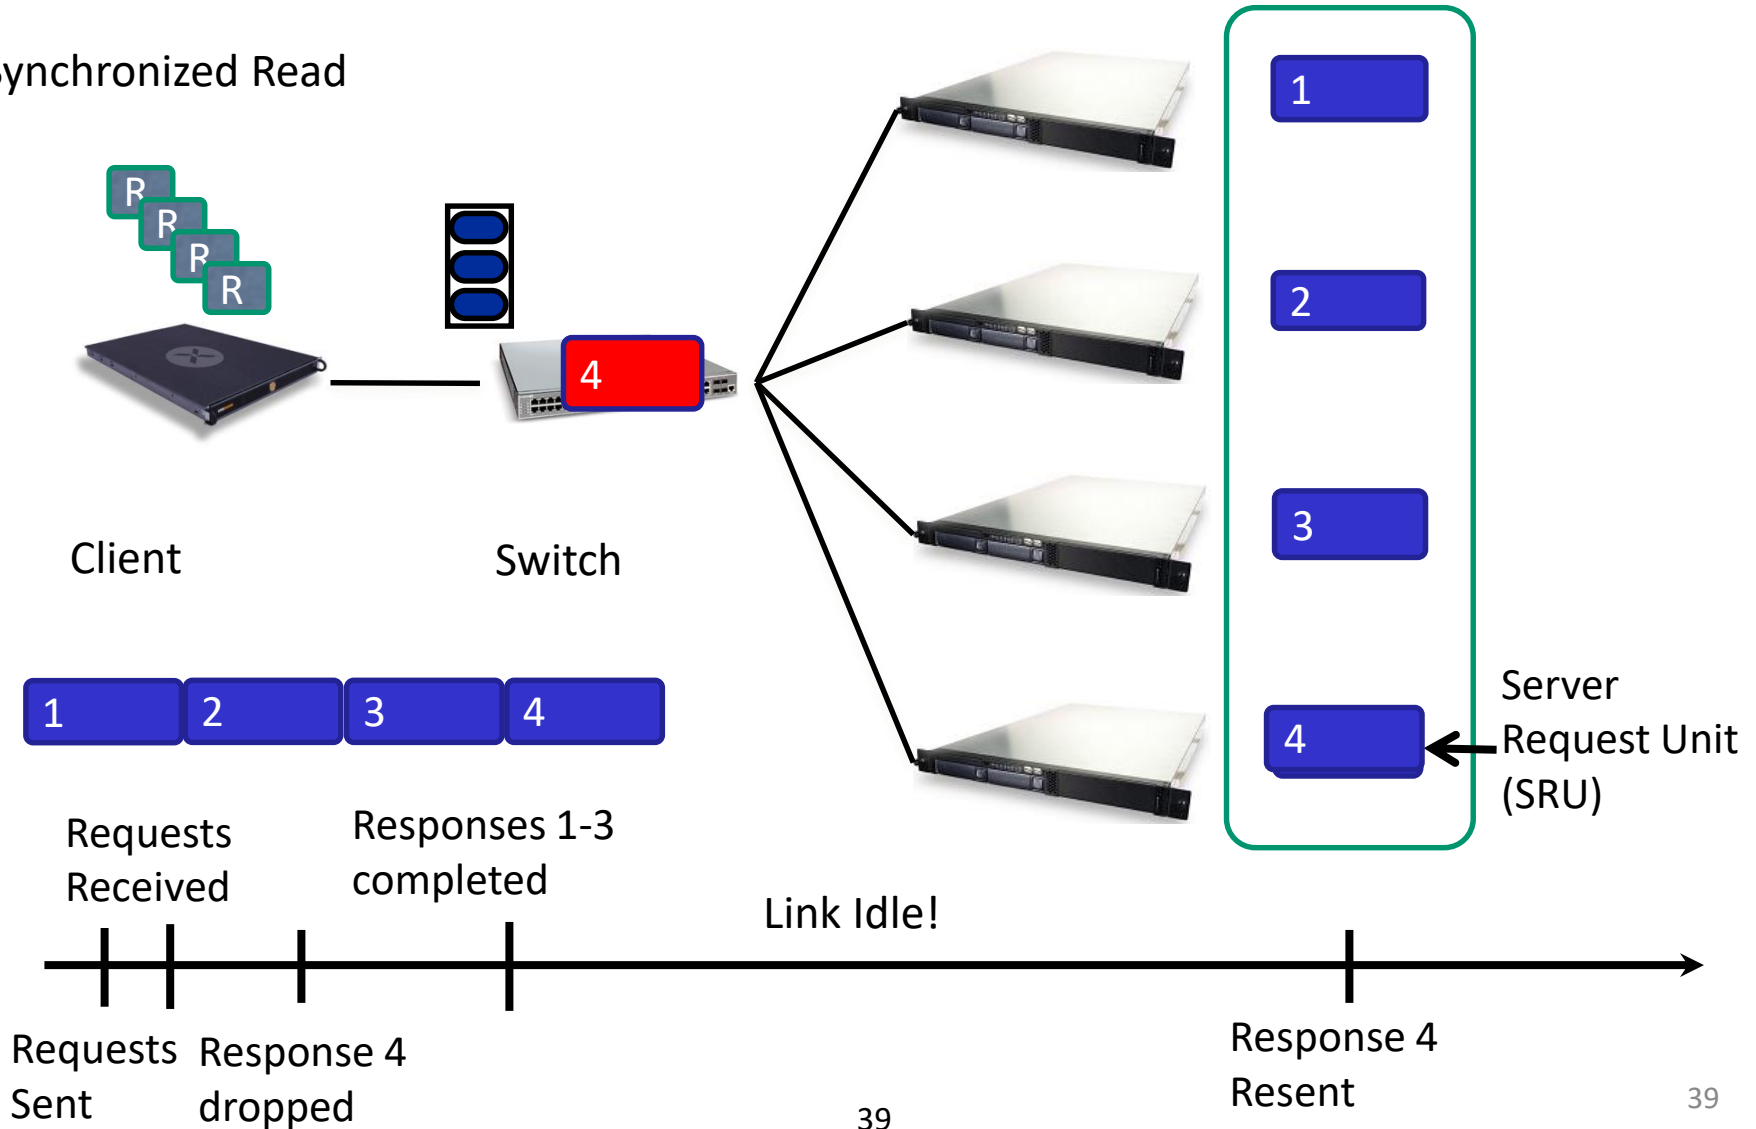 ynchronized Read
R
R
R
R
4
1
2
3
4
Client
Switch
1 2 3 4
Server
Request Unit
(SRU)
Requests
Received
Responses 1-3
completed
Link Idle!
Requests
Sent
Response 4
dropped
Response 4
Resent
39
39